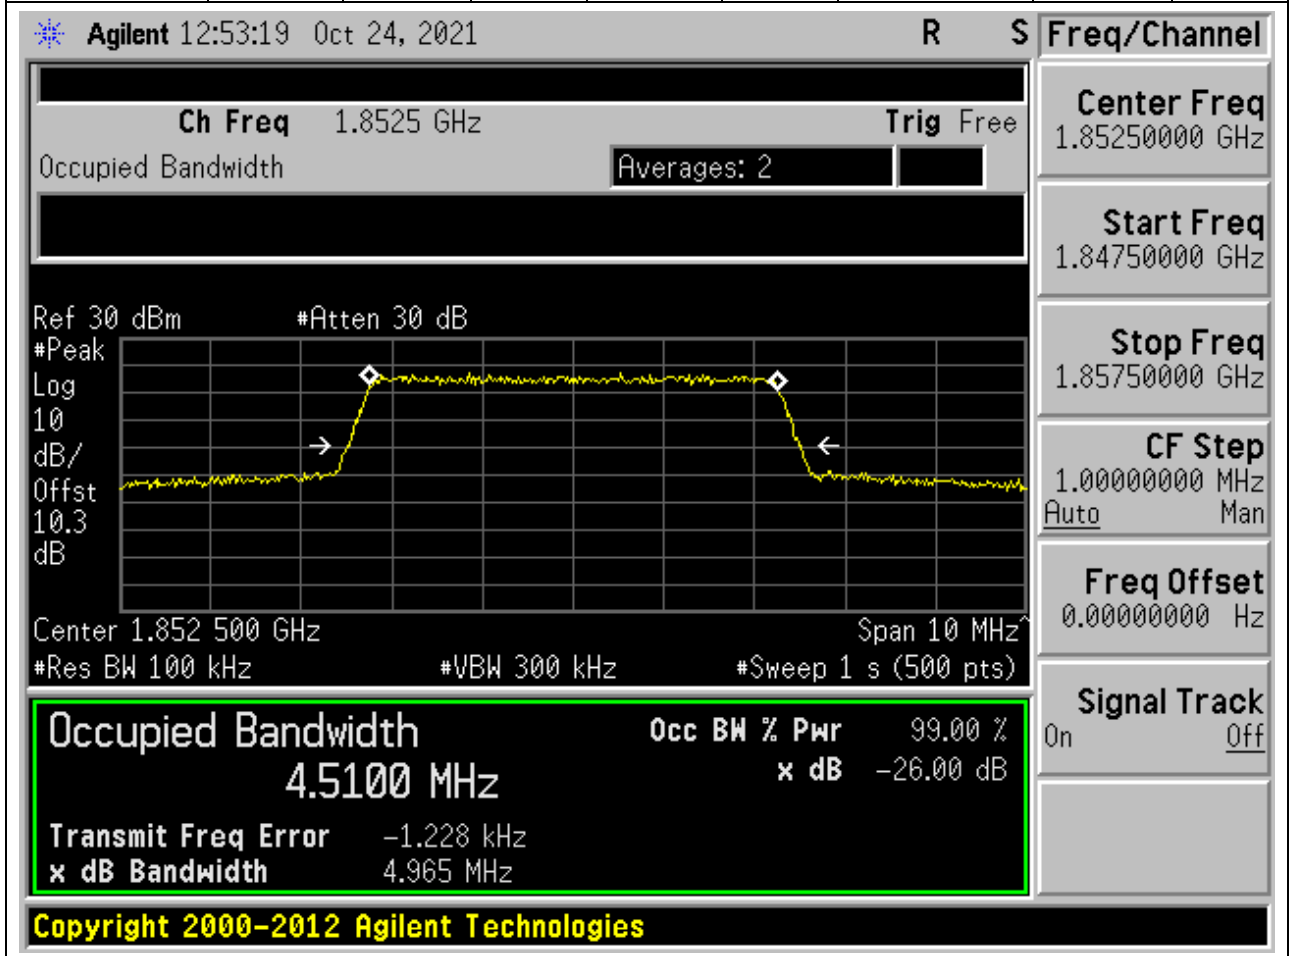 Agilent 12:53:19 Oct 24, 2021 R S
Freq/Channel
Ch Freq 1.8525 GHz Trig Free
Occupied Bandwidth Averages: 2
Center Freq
1.85250000 GHz
Start Freq
1.84750000 GHz
Stop Freq
1.85750000 GHz
CF Step
1.00000000 MHz
Auto Man
Freq Offset
0.00000000 Hz
Signal Track
On Off
Ref 30 dBm #Atten 30 dB
#Peak
Log
10
dB/
Offst
10.3
dB
Center 1.852 500 GHz Span 10 MHz^
#Res BW 100 kHz #VBW 300 kHz #Sweep 1 s (500 pts)
Occupied Bandwidth Occ BW % Pwr 99.00 %
4.5100 MHz x dB -26.00 dB
Transmit Freq Error -1.228 kHz
x dB Bandwidth 4.965 MHz
Copyright 2000-2012 Agilent Technologies